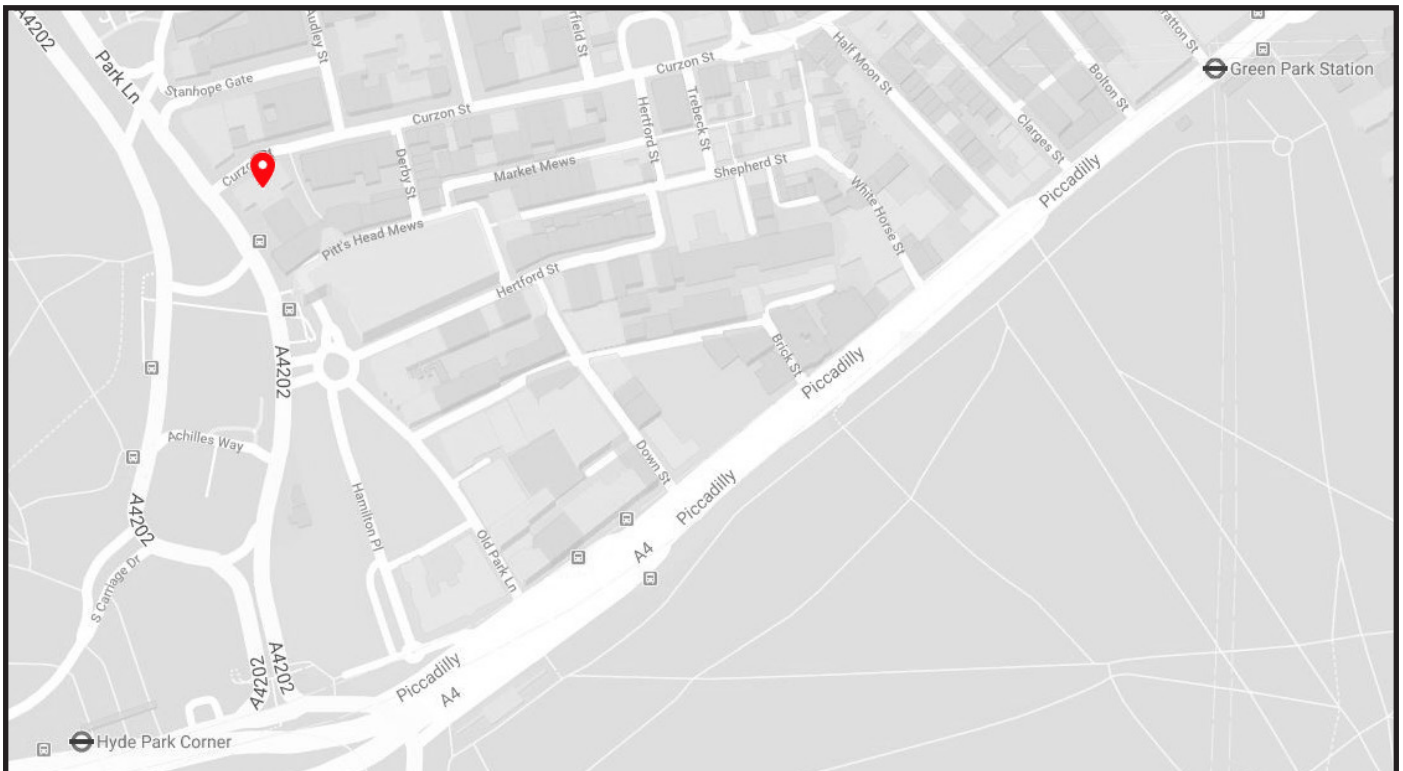 A4202
Park Ln
Audley St
Stanhope Gate
Curzon St
Curzon St
Curzon St
Derby St
Market Mews
Hertford St
Trebeck St
Shepherd St
Half Moon St
Bolton St
Clarges St
White Horse St
Green Park Station
Piccadilly
Pitt's Head Mews
Hertford St
A4202
Brick St
Piccadilly
Achilles Way
Down St
Piccadilly
A4202
Hamilton Pl
Old Park Ln
A4
S Carriage Dr
A4202
A4202
Piccadilly
A4
Hyde Park Corner